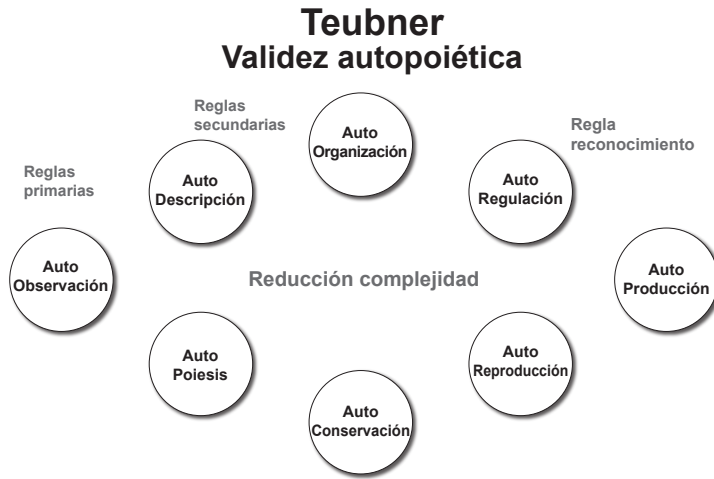 Teubner
Validez autopoiética
Reglas
secundarias
Auto
Organización
Regla
reconocimiento
Reglas
primarias
Auto
Descripción
Auto
Regulación
Auto
Observación
Reducción complejidad
Auto
Producción
Auto
Poiesis
Auto
Reproducción
Auto
Conservación